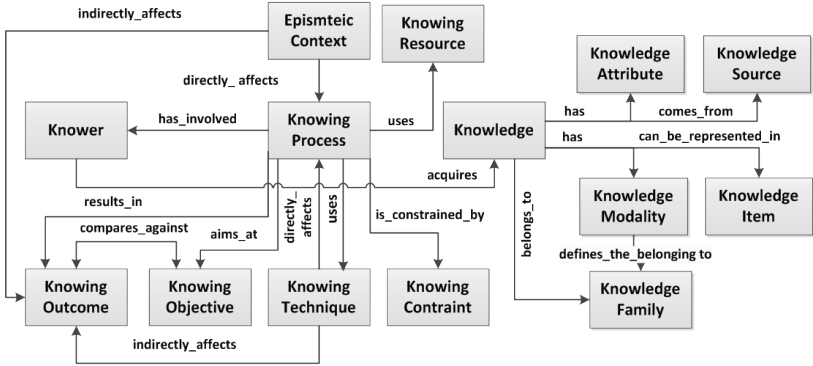 indirectly_affects
Epismteic
Context
Knowing
Resource
Knowledge
Attribute
Knowledge
Source
directly_ affects
has
comes_from
Knower
has_involved
Knowing
Process
uses
Knowledge
has
can_be_represented_in
acquires
Knowledge
Modality
Knowledge
Item
results_in
compares_against
aims_at
directly_
affects
uses
is_constrained_by
belongs_to
defines_the_belonging to
Knowing
Outcome
Knowing
Objective
Knowing
Technique
Knowing
Contraint
Knowledge
Family
indirectly_affects